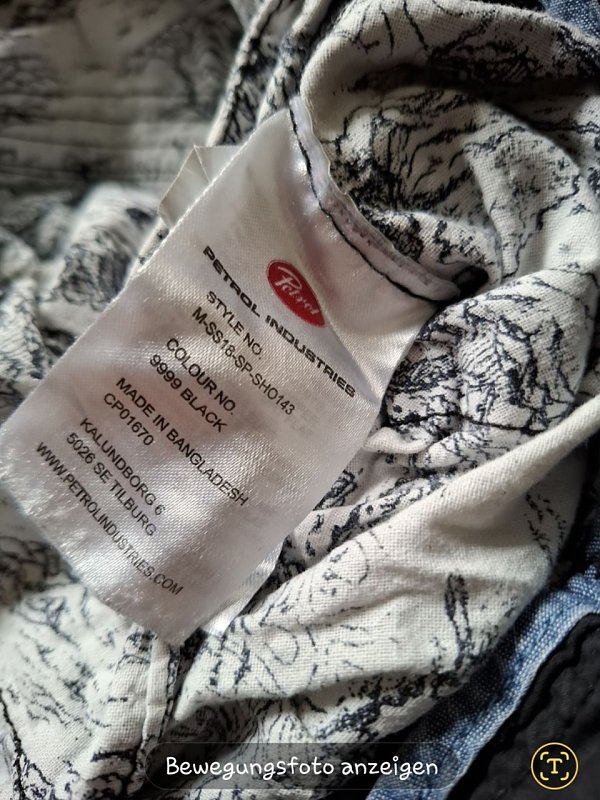 Petrol
PETROL INDUSTRIES
STYLE NO.
M-SS18-SP-SHO143
COLOUR NO.
9999 BLACK
MADE IN BANGLADESH
CP01670
KALUNDBORG 6
5026 SE TILBURG
WWW.PETROLINDUSTRIES.COM
Bewegungsfoto anzeigen
T